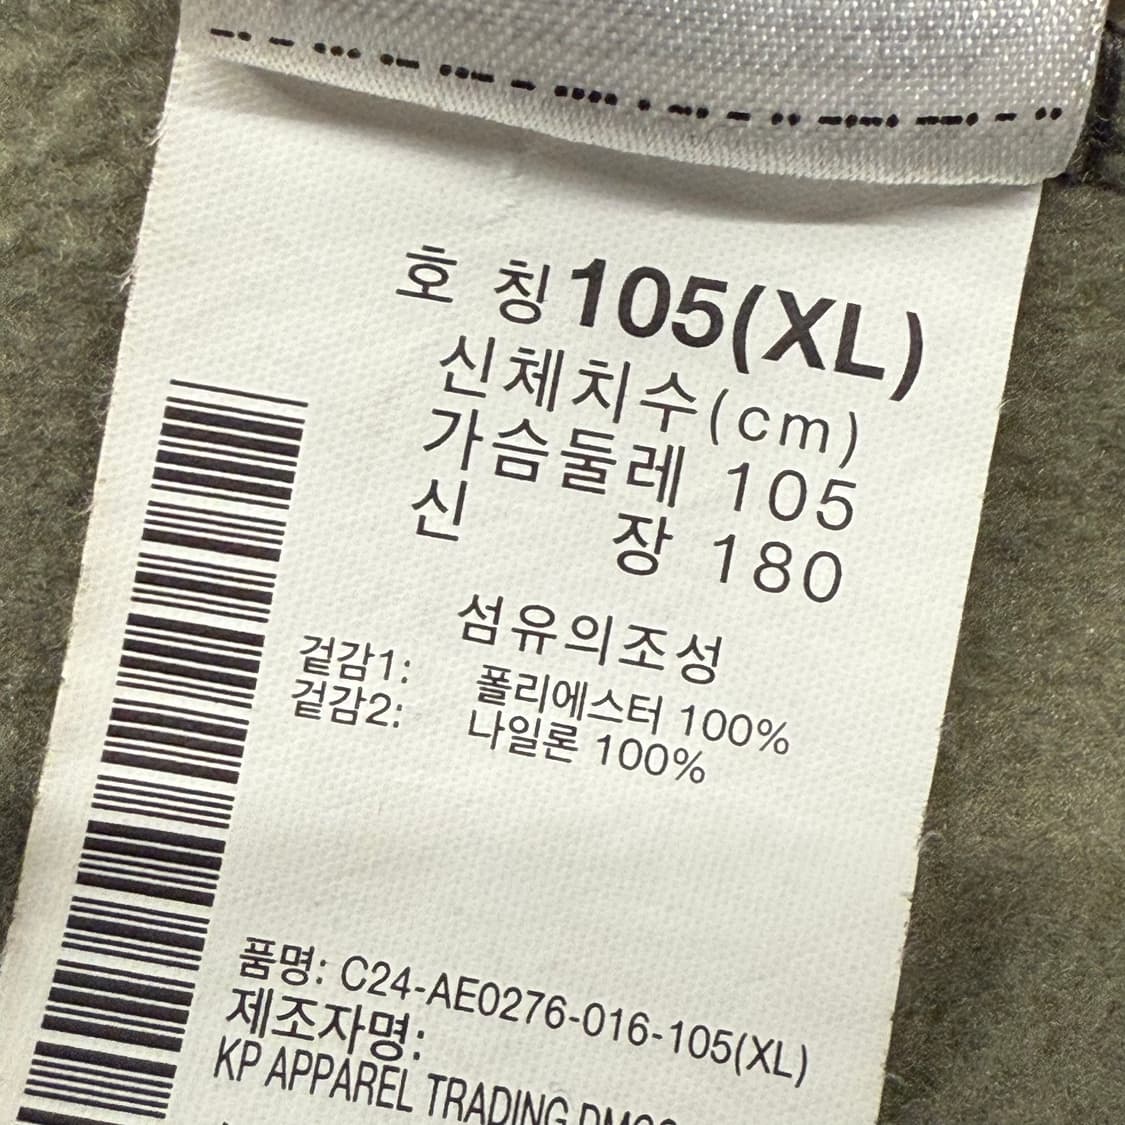 호 칭 105(XL)
신체치수(cm)
가슴둘레 105
신 장 180
섬유의조성
겉감1: 폴리에스터 100%
겉감2: 나일론 100%
품명: C24-AE0276-016-105(XL)
제조자명:
KP APPAREL TRADING